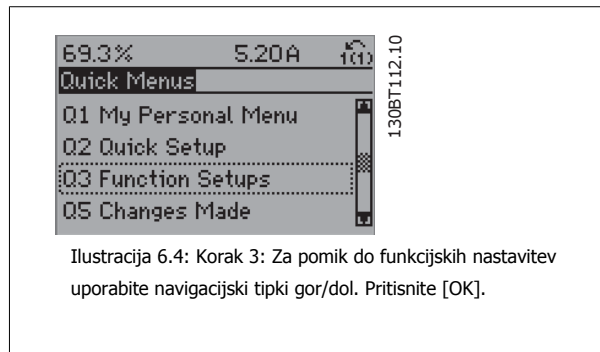 69.3% 5.20A 1(1)
Quick Menus
Q1 My Personal Menu
Q2 Quick Setup
Q3 Function Setups
Q5 Changes Made
130BT112.10
Ilustracija 6.4: Korak 3: Za pomik do funkcijskih nastavitev
uporabite navigacijski tipki gor/dol. Pritisnite [OK].